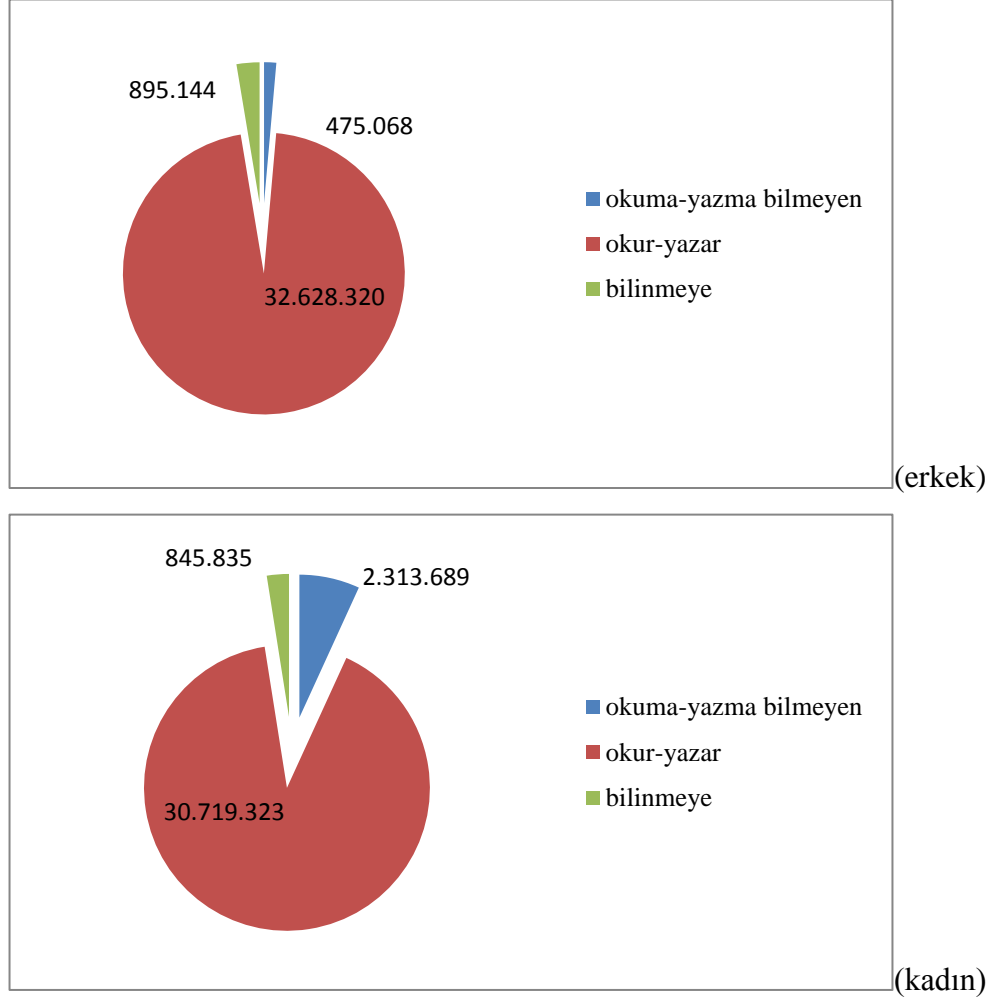 895.144
475.068
32.628.320
okuma-yazma bilmeyen
okur-yazar
bilinmeye
(erkek)
845.835
2.313.689
30.719.323
okuma-yazma bilmeyen
okur-yazar
bilinmeye
(kadın)